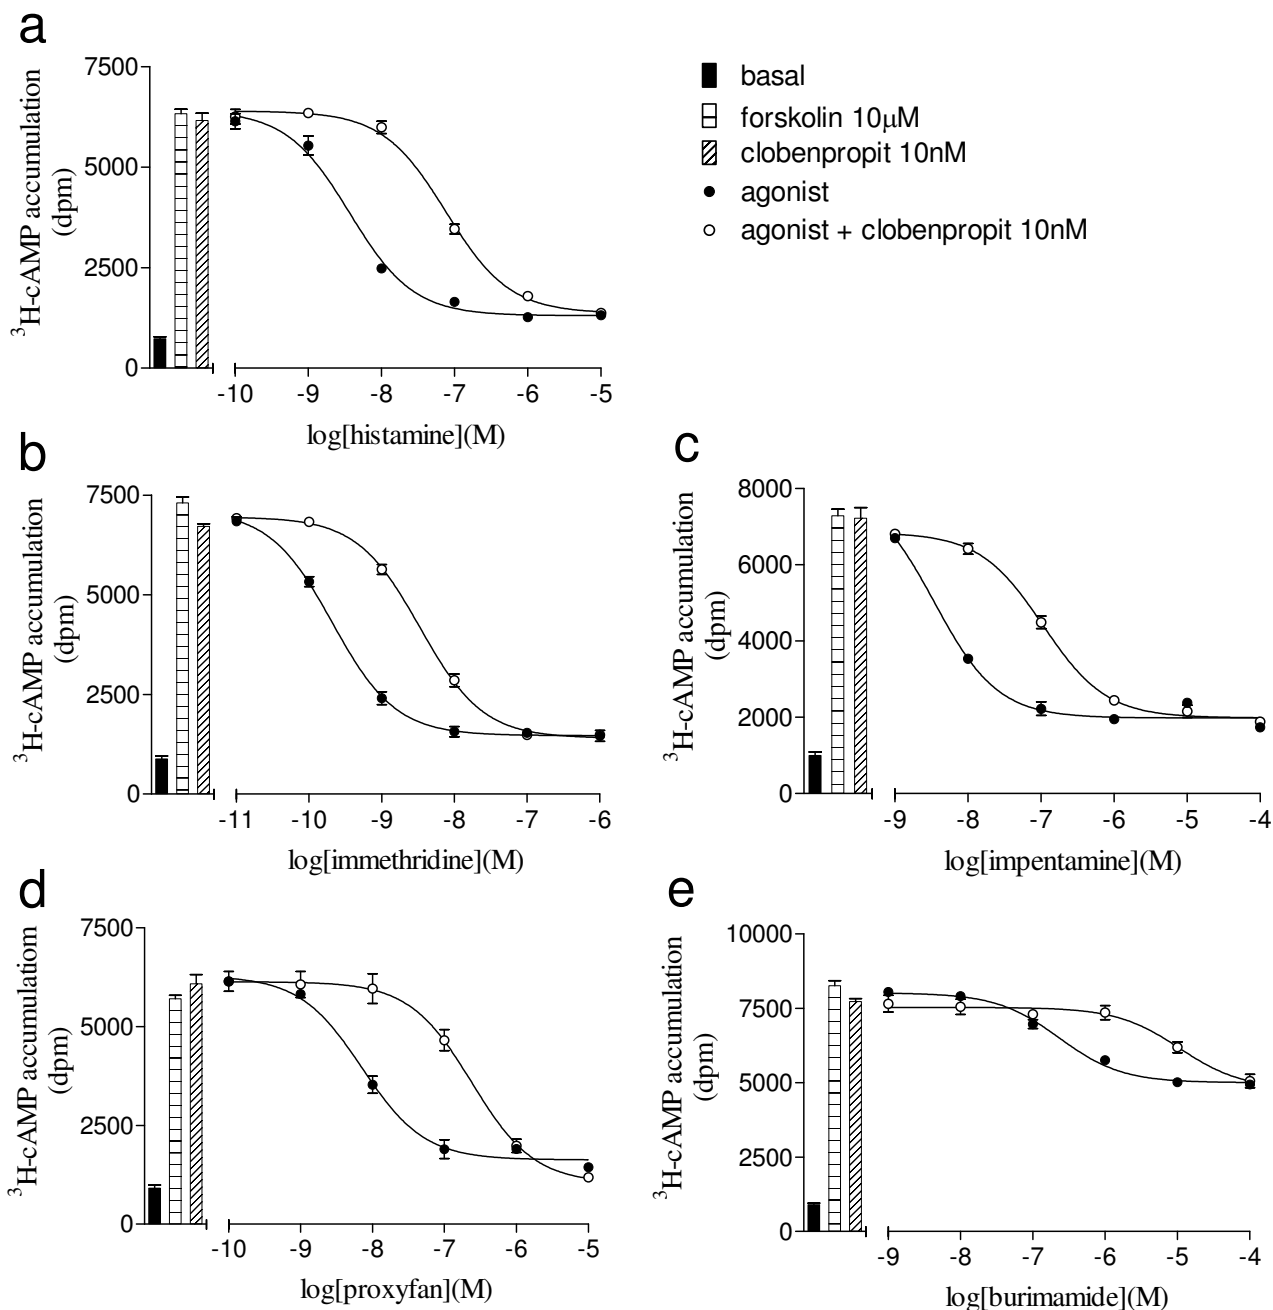 a
7500
5000
2500
0
³H-cAMP accumulation
(dpm)
-10 -9 -8 -7 -6 -5
log[histamine](M)
basal
forskolin 10μM
clobenpropit 10nM
agonist
agonist + clobenpropit 10nM
b
7500
5000
2500
0
³H-cAMP accumulation
(dpm)
-11 -10 -9 -8 -7 -6
log[immethridine](M)
c
8000
6000
4000
2000
0
³H-cAMP accumulation
(dpm)
-9 -8 -7 -6 -5 -4
log[impentamine](M)
d
7500
5000
2500
0
³H-cAMP accumulatiom
(dpm)
-10 -9 -8 -7 -6 -5
log[proxyfan](M)
e
10000
7500
5000
2500
0
³H-cAMP accumulation
(dpm)
-9 -8 -7 -6 -5 -4
log[burimamide](M)